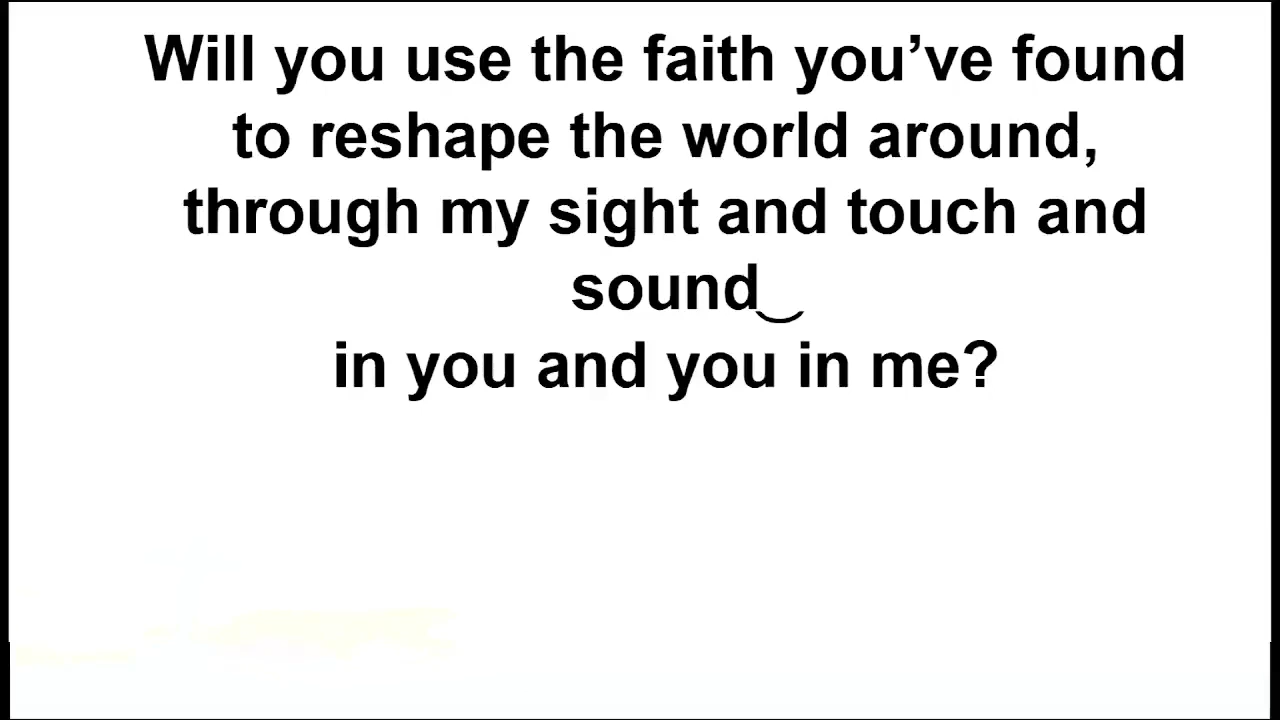 Will you use the faith you’ve found
to reshape the world around,
through my sight and touch and
sound‿
in you and you in me?